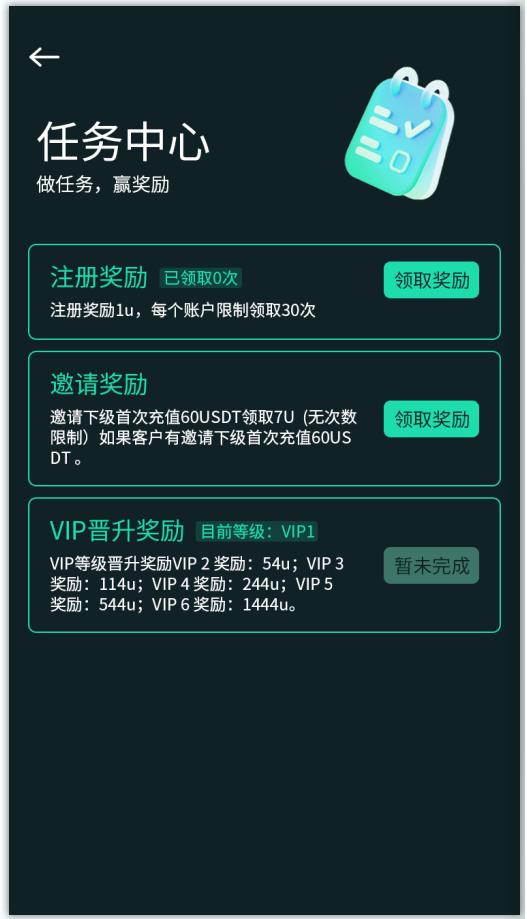 任务中心
做任务，赢奖励
注册奖励 已领取0次
领取奖励
注册奖励1u，每个账户限制领取30次
邀请奖励
邀请下级首次充值60USDT领取7U（无次数
限制）如果客户有邀请下级首次充值60US
DT 。
领取奖励
VIP晋升奖励 目前等级：VIP1
VIP等级晋升奖励VIP 2 奖励：54u；VIP 3
奖励：114u；VIP 4 奖励：244u；VIP 5
奖励：544u；VIP 6 奖励：1444u。
暂未完成